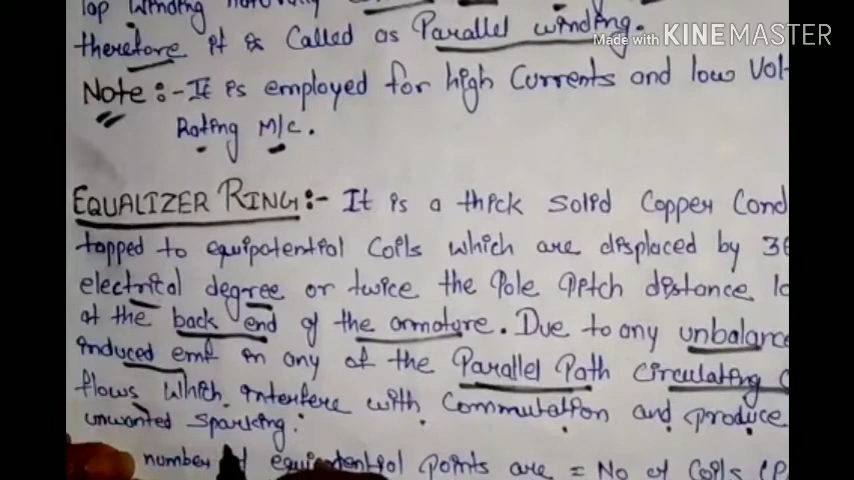 Lap Winding
therefore it is Called as Parallel winding.
Made with KINEMASTER
Note :- It is employed for high Currents and low Vol-
Rating M/C.
EQUALIZER RING :- It is a thick Solid Copper Cond
tapped to equipotential Coils which are displaced by 36
electrical degree or twice the Pole Pitch distance lo
at the back end of the armature. Due to any unbalance
induced emf in any of the Parallel Path Circulating C
flows which interfere with Commutation and produce
unwanted Sparking.
number of equipotential points are = No of Coils (P